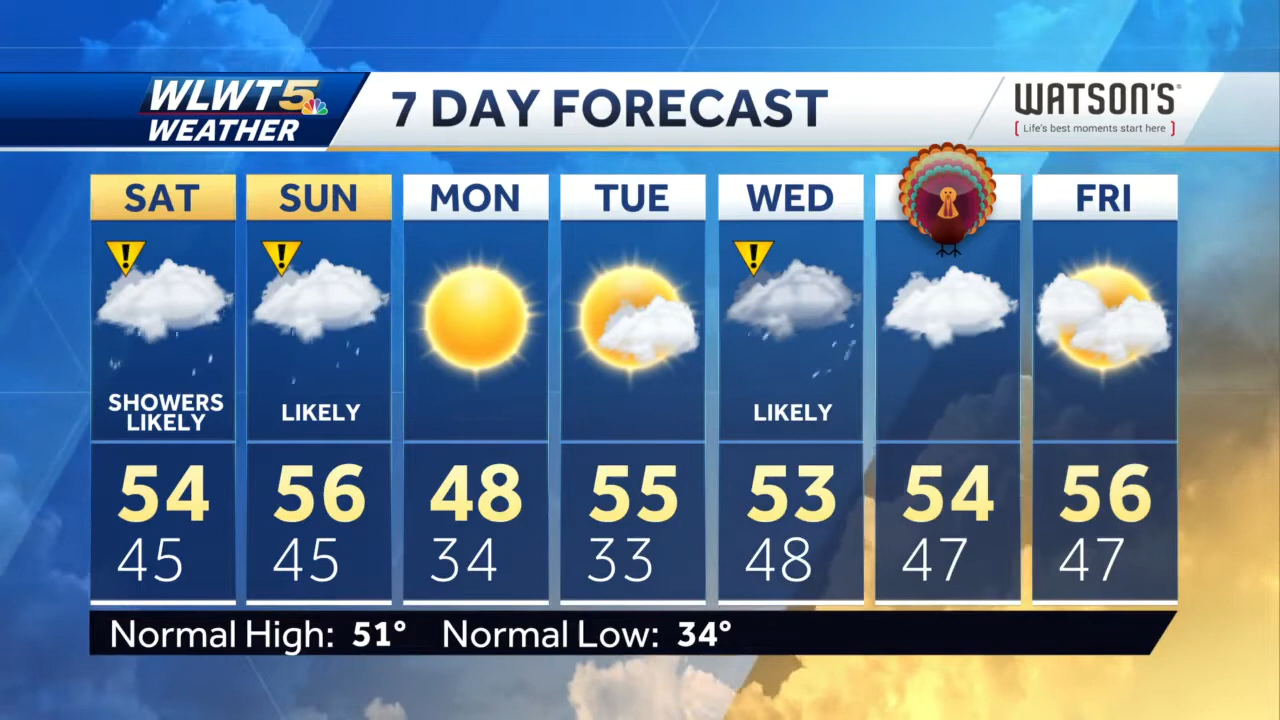 WLWT5
WEATHER
7 DAY FORECAST
WATSON'S®
[ Life's best moments start here ]
SAT
SUN
MON
TUE
WED
FRI
!
!
!
SHOWERS
LIKELY
LIKELY
LIKELY
54
56
48
55
53
54
56
45
45
34
33
48
47
47
Normal High: 51° Normal Low: 34°